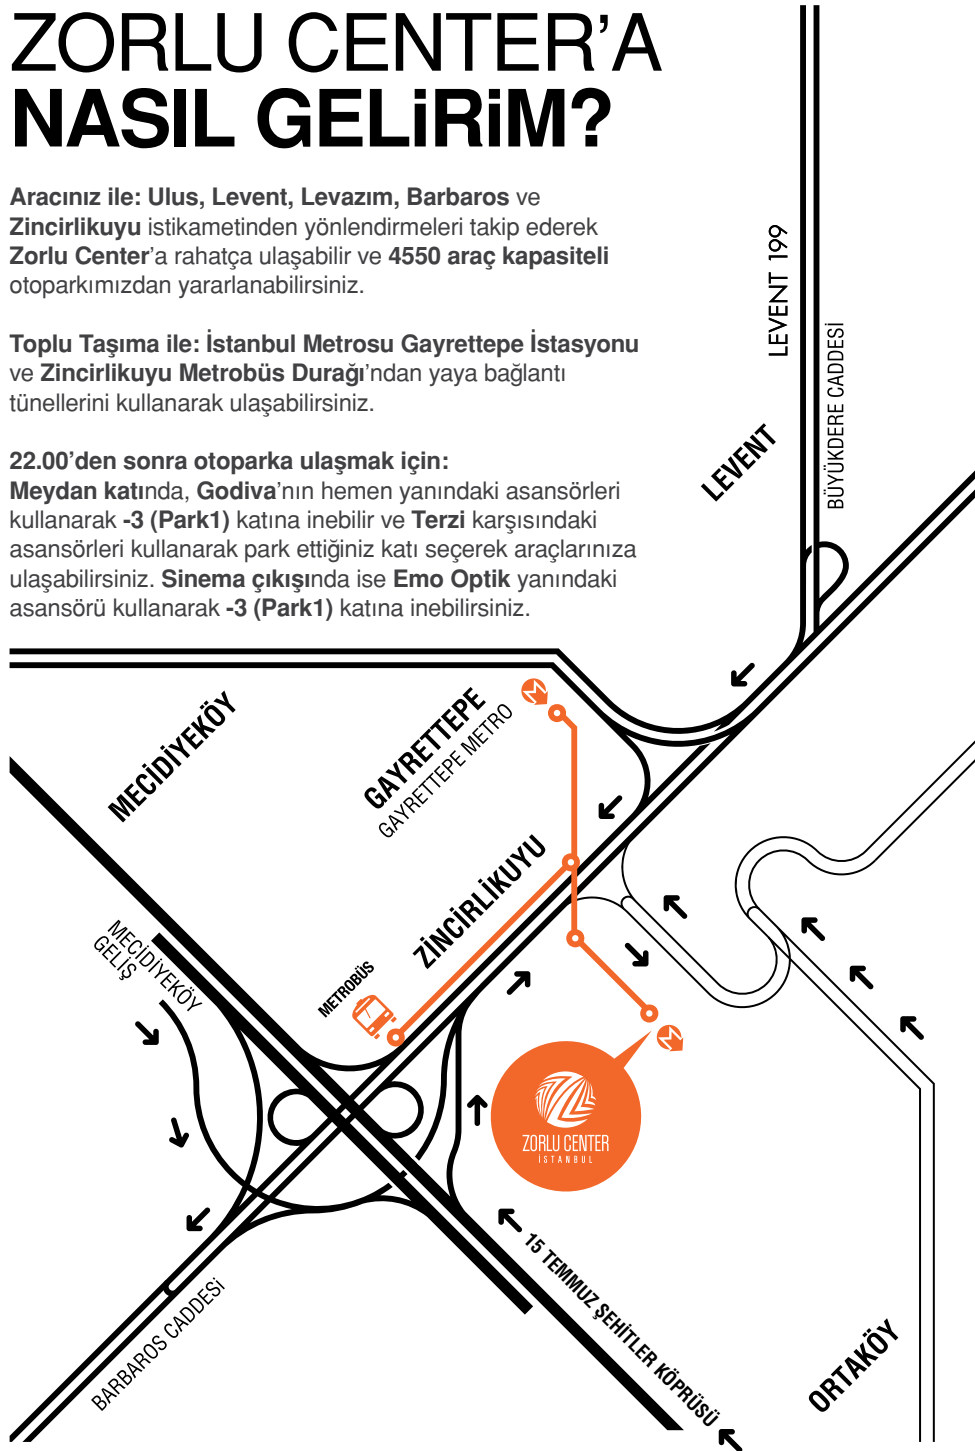 ZORLU CENTER’A
NASIL GELiRiM?
Aracınız ile: Ulus, Levent, Levazım, Barbaros ve
Zincirlikuyu istikametinden yönlendirmeleri takip ederek
Zorlu Center’a rahatça ulaşabilir ve 4550 araç kapasiteli
otoparkımızdan yararlanabilirsiniz.
Toplu Taşıma ile: İstanbul Metrosu Gayrettepe İstasyonu
ve Zincirlikuyu Metrobüs Durağı’ndan yaya bağlantı
tünellerini kullanarak ulaşabilirsiniz.
22.00’den sonra otoparka ulaşmak için:
Meydan katında, Godiva’nın hemen yanındaki asansörleri
kullanarak -3 (Park1) katına inebilir ve Terzi karşısındaki
asansörleri kullanarak park ettiğiniz katı seçerek araçlarınıza
ulaşabilirsiniz. Sinema çıkışında ise Emo Optik yanındaki
asansörü kullanarak -3 (Park1) katına inebilirsiniz.
LEVENT 199
BÜYÜKDERE CADDESİ
LEVENT
MECİDİYEKÖY
GAYRETTEPE
GAYRETTEPE METRO
M
ZİNCİRLİKUYU
MECİDİYEKÖY
GELİŞ
METROBÜS
M
ZORLU CENTER
İSTANBUL
15 TEMMUZ ŞEHİTLER KÖPRÜSÜ
BARBAROS CADDESİ
ORTAKÖY